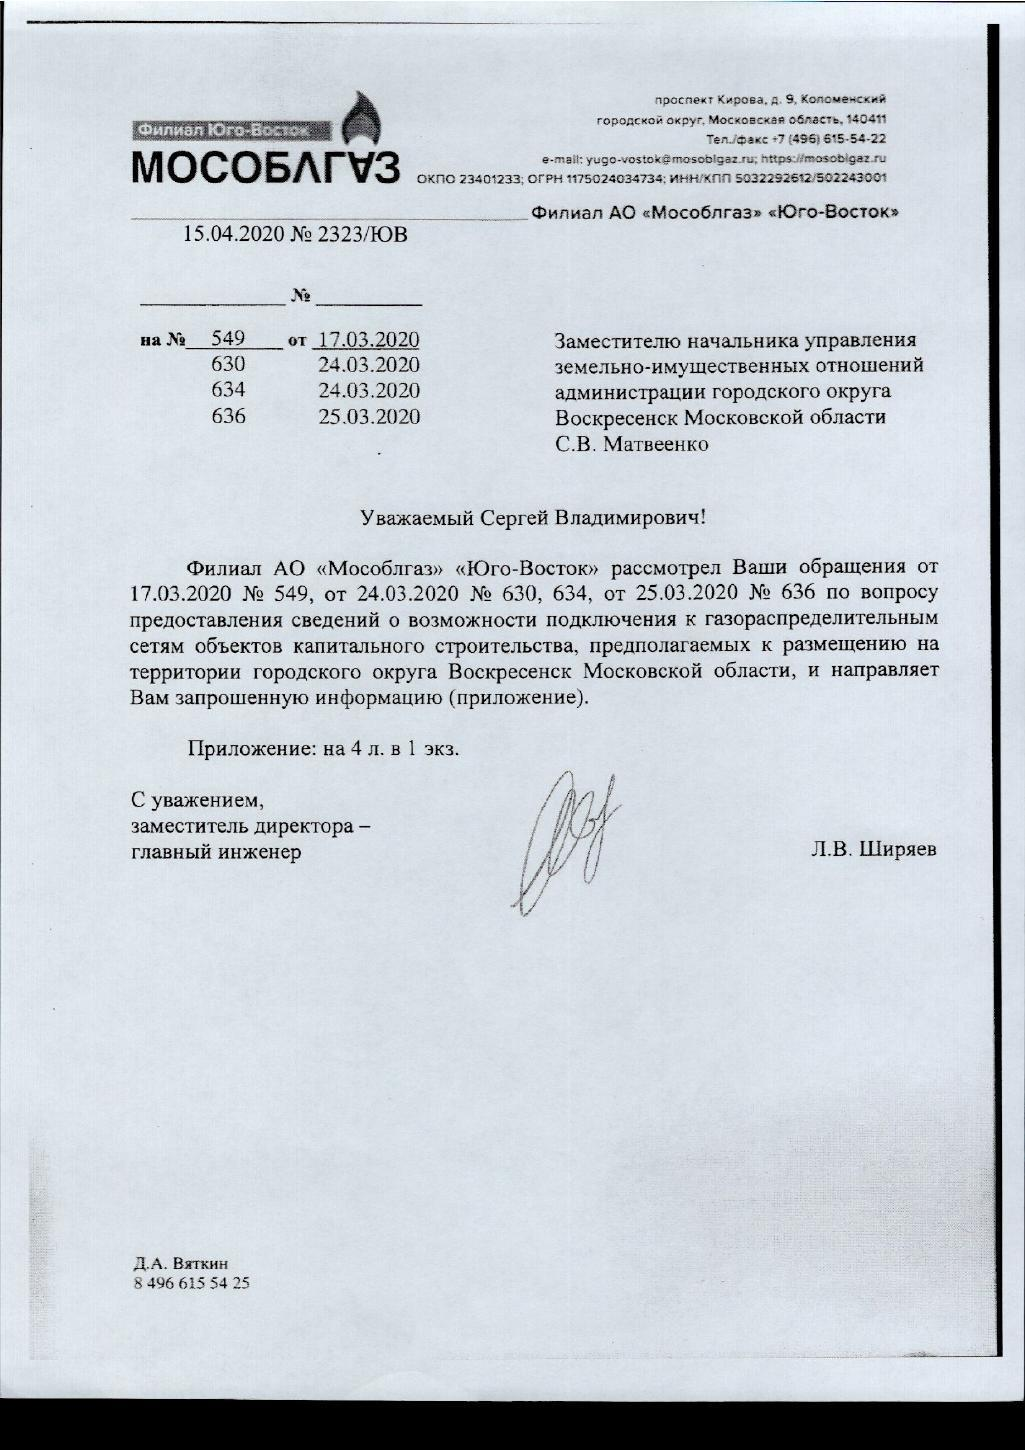 Филиал Юго-Восток
МОСОБЛГАЗ
проспект Кирова, д. 9, Коломенский
городской округ, Московская область, 140411
Тел./факс +7 (496) 615-54-22
e-mail: yugo-vostok@mosoblgaz.ru; https://mosoblgaz.ru
ОКПО 23401233; ОГРН 1175024034734; ИНН/КПП 5032292612/502243001
Филиал АО «Мособлгаз» «Юго-Восток»
15.04.2020 № 2323/ЮВ
№
на № 549 от 17.03.2020
630 24.03.2020
634 24.03.2020
636 25.03.2020
Заместителю начальника управления
земельно-имущественных отношений
администрации городского округа
Воскресенск Московской области
С.В. Матвеенко
Уважаемый Сергей Владимирович!
Филиал АО «Мособлгаз» «Юго-Восток» рассмотрел Ваши обращения от
17.03.2020 № 549, от 24.03.2020 № 630, 634, от 25.03.2020 № 636 по вопросу
предоставления сведений о возможности подключения к газораспределительным
сетям объектов капитального строительства, предполагаемых к размещению на
территории городского округа Воскресенск Московской области, и направляет
Вам запрошенную информацию (приложение).
Приложение: на 4 л. в 1 экз.
С уважением,
заместитель директора –
главный инженер
Л.В. Ширяев
Д.А. Вяткин
8 496 615 54 25